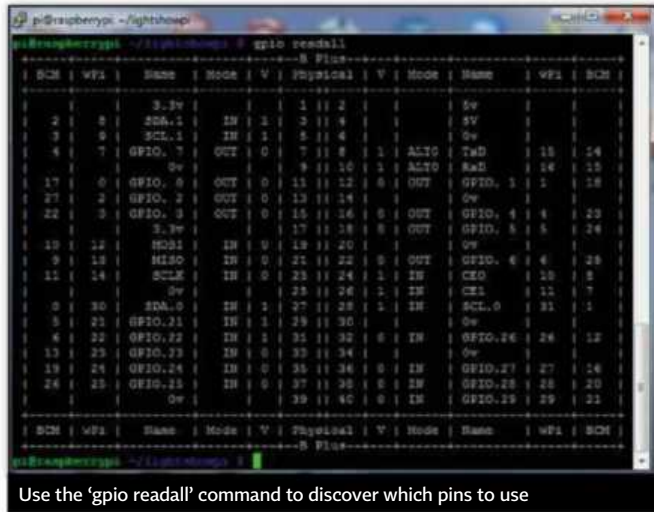 pi@raspberrypi: ~/lightshowpi
pi@raspberrypi ~/lightshowpi $ gpio readall
+-----+-----+---------+------+---+--B Plus--+---+------+---------+-----+-----+
| BCM | wPi | Name | Mode | V | Physical | V | Mode | Name | wPi | BCM |
| | | 3.3v | | | 1 || 2 | | | 5v | | |
| 2 | 8 | SDA.1 | IN | 1 | 3 || 4 | | | 5V | | |
| 3 | 9 | SCL.1 | IN | 1 | 5 || 6 | | | 0v | | |
| 4 | 7 | GPIO. 7 | OUT | 0 | 7 || 8 | 1 | ALT0 | TxD | 15 | 14 |
| | | 0v | | | 9 || 10 | 1 | ALT0 | RxD | 16 | 15 |
| 17 | 0 | GPIO. 0 | OUT | 0 | 11 || 12 | 0 | OUT | GPIO. 1 | 1 | 18 |
| 27 | 2 | GPIO. 2 | OUT | 0 | 13 || 14 | | | 0v | | |
| 22 | 3 | GPIO. 3 | OUT | 0 | 15 || 16 | 0 | OUT | GPIO. 4 | 4 | 23 |
| | | 3.3v | | | 17 || 18 | 0 | OUT | GPIO. 5 | 5 | 24 |
| 10 | 12 | MOSI | IN | 0 | 19 || 20 | | | 0v | | |
| 9 | 13 | MISO | IN | 0 | 21 || 22 | 0 | OUT | GPIO. 6 | 6 | 25 |
| 11 | 14 | SCLK | IN | 0 | 23 || 24 | 1 | IN | CE0 | 10 | 8 |
| | | 0v | | | 25 || 26 | 1 | IN | CE1 | 11 | 7 |
| 0 | 30 | SDA.0 | IN | 1 | 27 || 28 | 1 | IN | SCL.0 | 31 | 1 |
| 5 | 21 | GPIO.21 | IN | 1 | 29 || 30 | | | 0v | | |
| 6 | 22 | GPIO.22 | IN | 1 | 31 || 32 | 0 | IN | GPIO.26 | 26 | 12 |
| 13 | 23 | GPIO.23 | IN | 0 | 33 || 34 | | | 0v | | |
| 19 | 24 | GPIO.24 | IN | 0 | 35 || 36 | 0 | IN | GPIO.27 | 27 | 16 |
| 26 | 25 | GPIO.25 | IN | 0 | 37 || 38 | 0 | IN | GPIO.28 | 28 | 20 |
| | | 0v | | | 39 || 40 | 0 | IN | GPIO.29 | 29 | 21 |
| BCM | wPi | Name | Mode | V | Physical | V | Mode | Name | wPi | BCM |
+-----+-----+---------+------+---+--B Plus--+---+------+---------+-----+-----+
pi@raspberrypi ~/lightshowpi $
Use the ‘gpio readall’ command to discover which pins to use